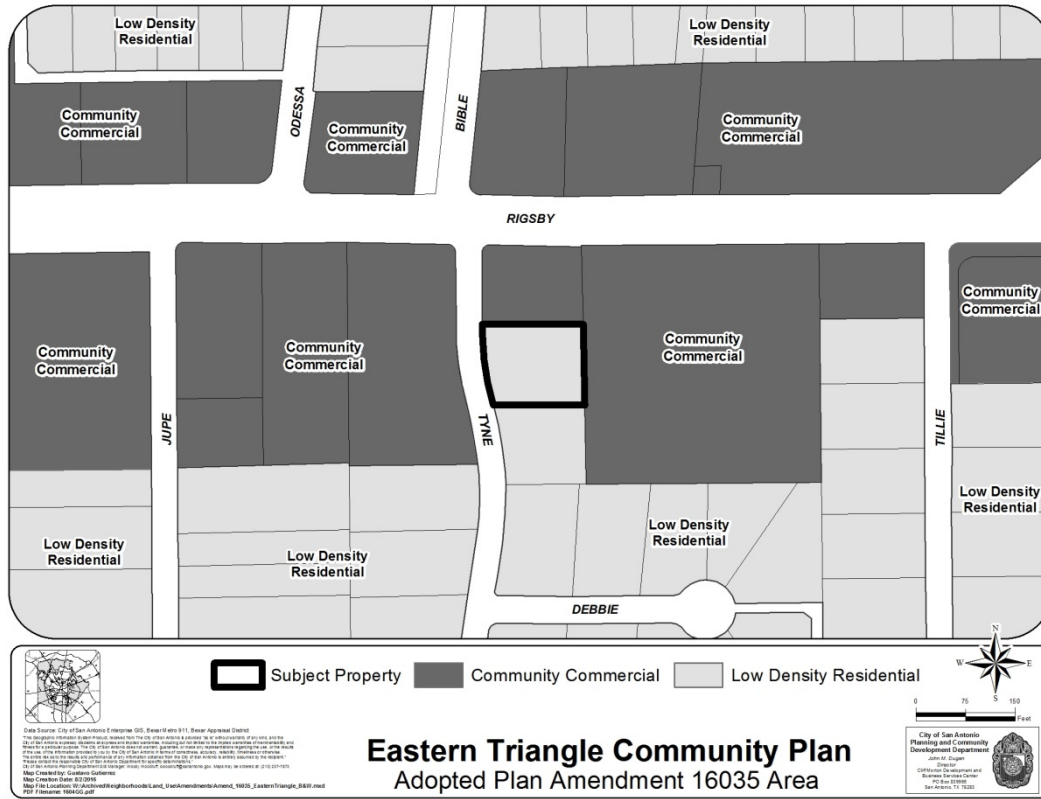 Low Density
Residential
Low Density
Residential
Community
Commercial
ODESSA
Community
Commercial
BIBLE
Community
Commercial
RIGSBY
Community
Commercial
JUPE
Community
Commercial
TYNE
Community
Commercial
TILLIE
Community
Commercial
Low Density
Residential
Low Density
Residential
Low Density
Residential
Low Density
Residential
DEBBIE
Subject Property
Community Commercial
Low Density Residential
N
W
E
S
0 75 150
Feet
Data Source: City of San Antonio Enterprise GIS, Bexar Metro 911, Bexar Appraisal District
Map Created by: Gustavo Gutierrez
Map Creation Date: 8/2/2016
PDF Filename: 1604GG.pdf
Eastern Triangle Community Plan
Adopted Plan Amendment 16035 Area
City of San Antonio
Planning and Community
Development Department
John M. Dugan
Director
Cliff Morton Development and
Business Services Center
San Antonio, TX 78283